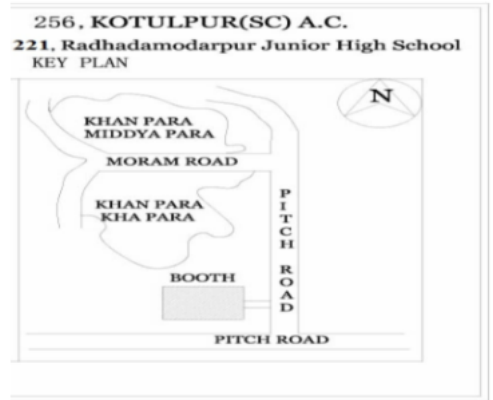 256, KOTULPUR(SC) A.C.
221, Radhadamodarpur Junior High School
KEY PLAN
N
KHAN PARA
MIDDYA PARA
MORAM ROAD
KHAN PARA
KHA PARA
PITCH ROAD
BOOTH
PITCH ROAD